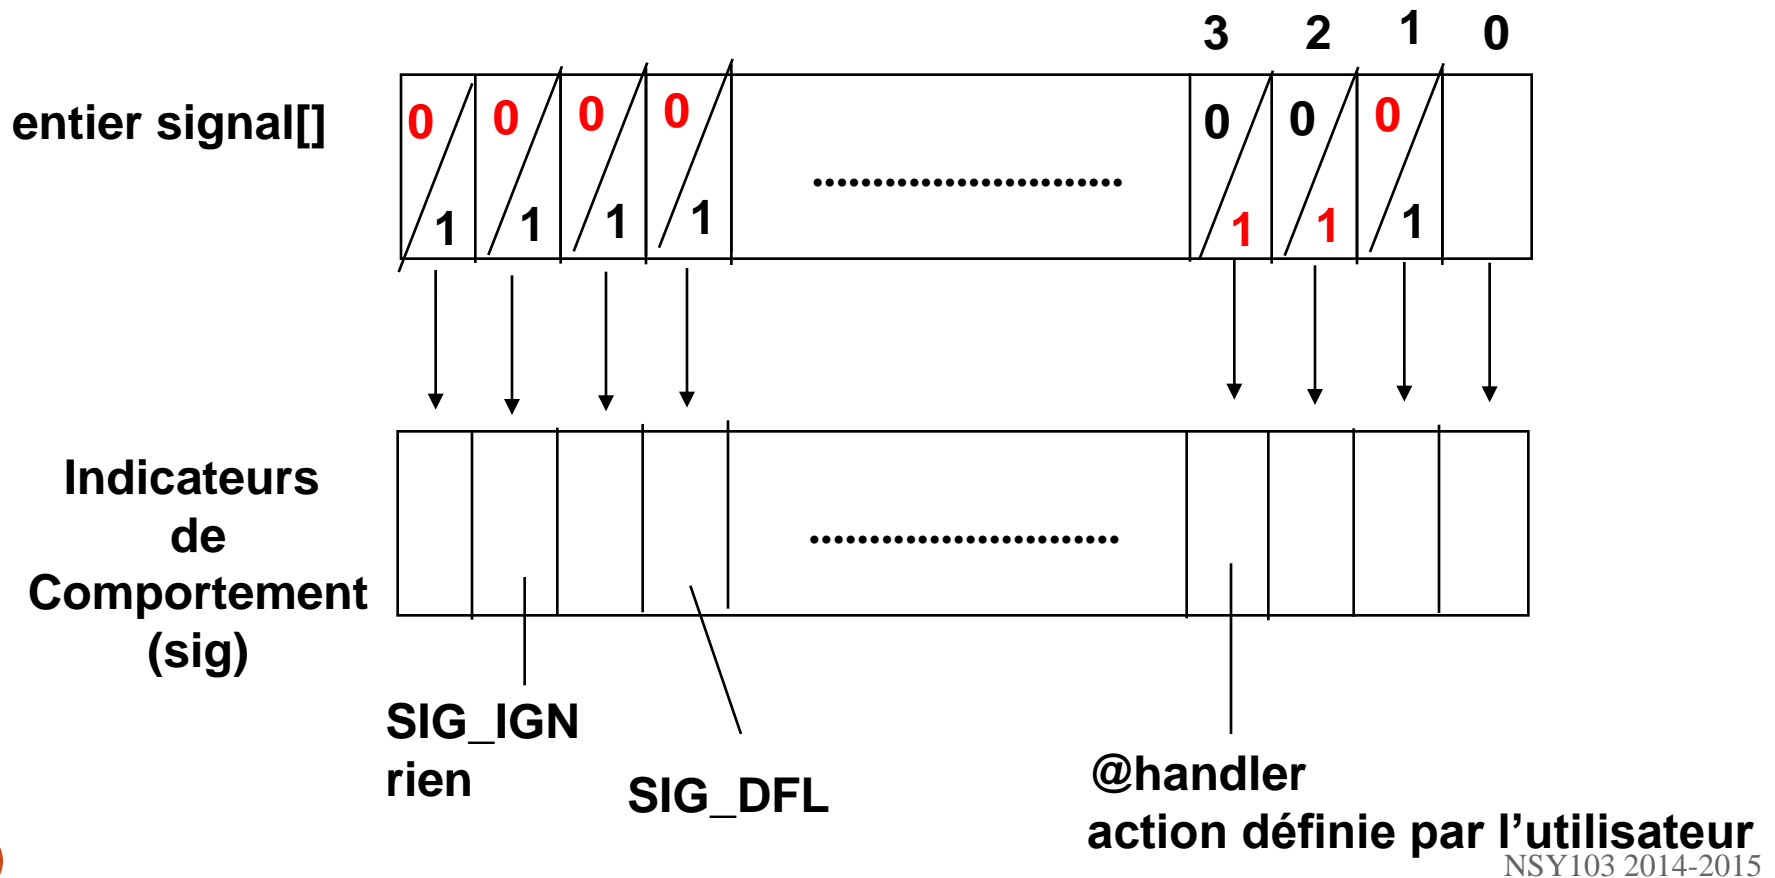 3 2 1 0
entier signal[]
0 0 0 0 0 0 0
........................
1 1 1 1 1 1 1
Indicateurs
de
Comportement
(sig)
........................
SIG_IGN
rien
SIG_DFL
@handler
action définie par l’utilisateur
NSY103 2014-2015